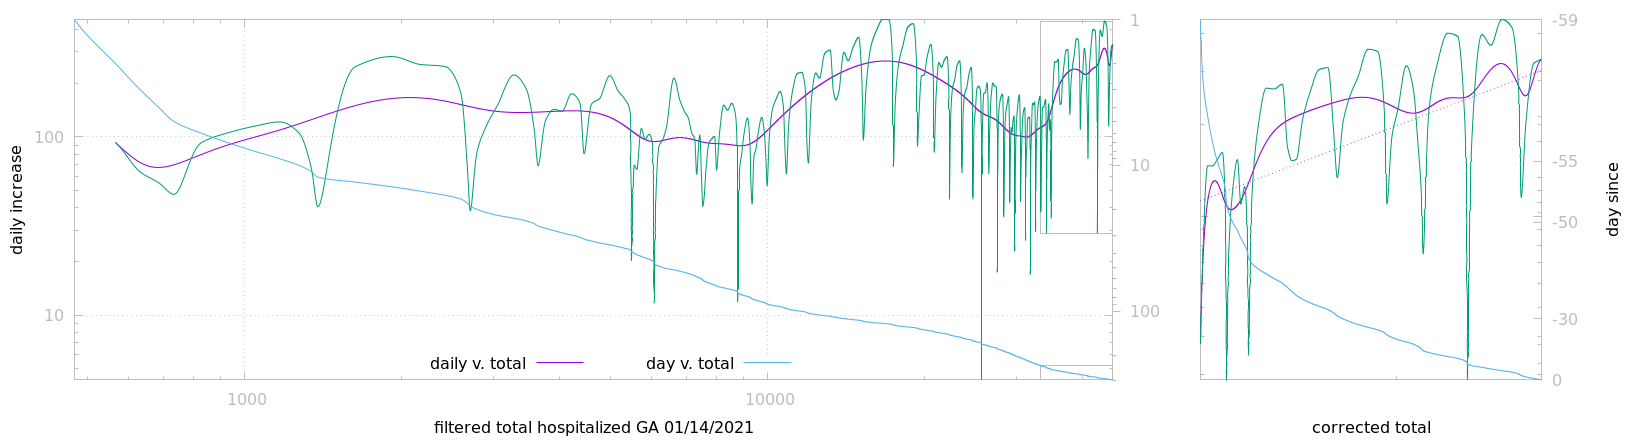 daily increase
100
10
1000
10000
1
10
100
daily v. total
day v. total
filtered total hospitalized GA 01/14/2021
-59
-55
-50
-30
0
day since
corrected total